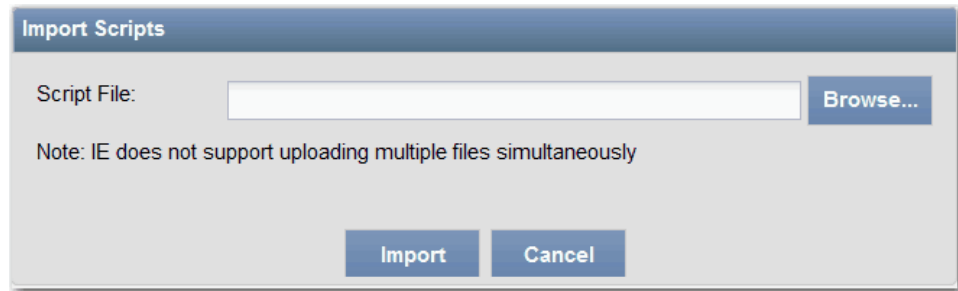 Import Scripts
Script File:
Browse...
Note: IE does not support uploading multiple files simultaneously
Import Cancel